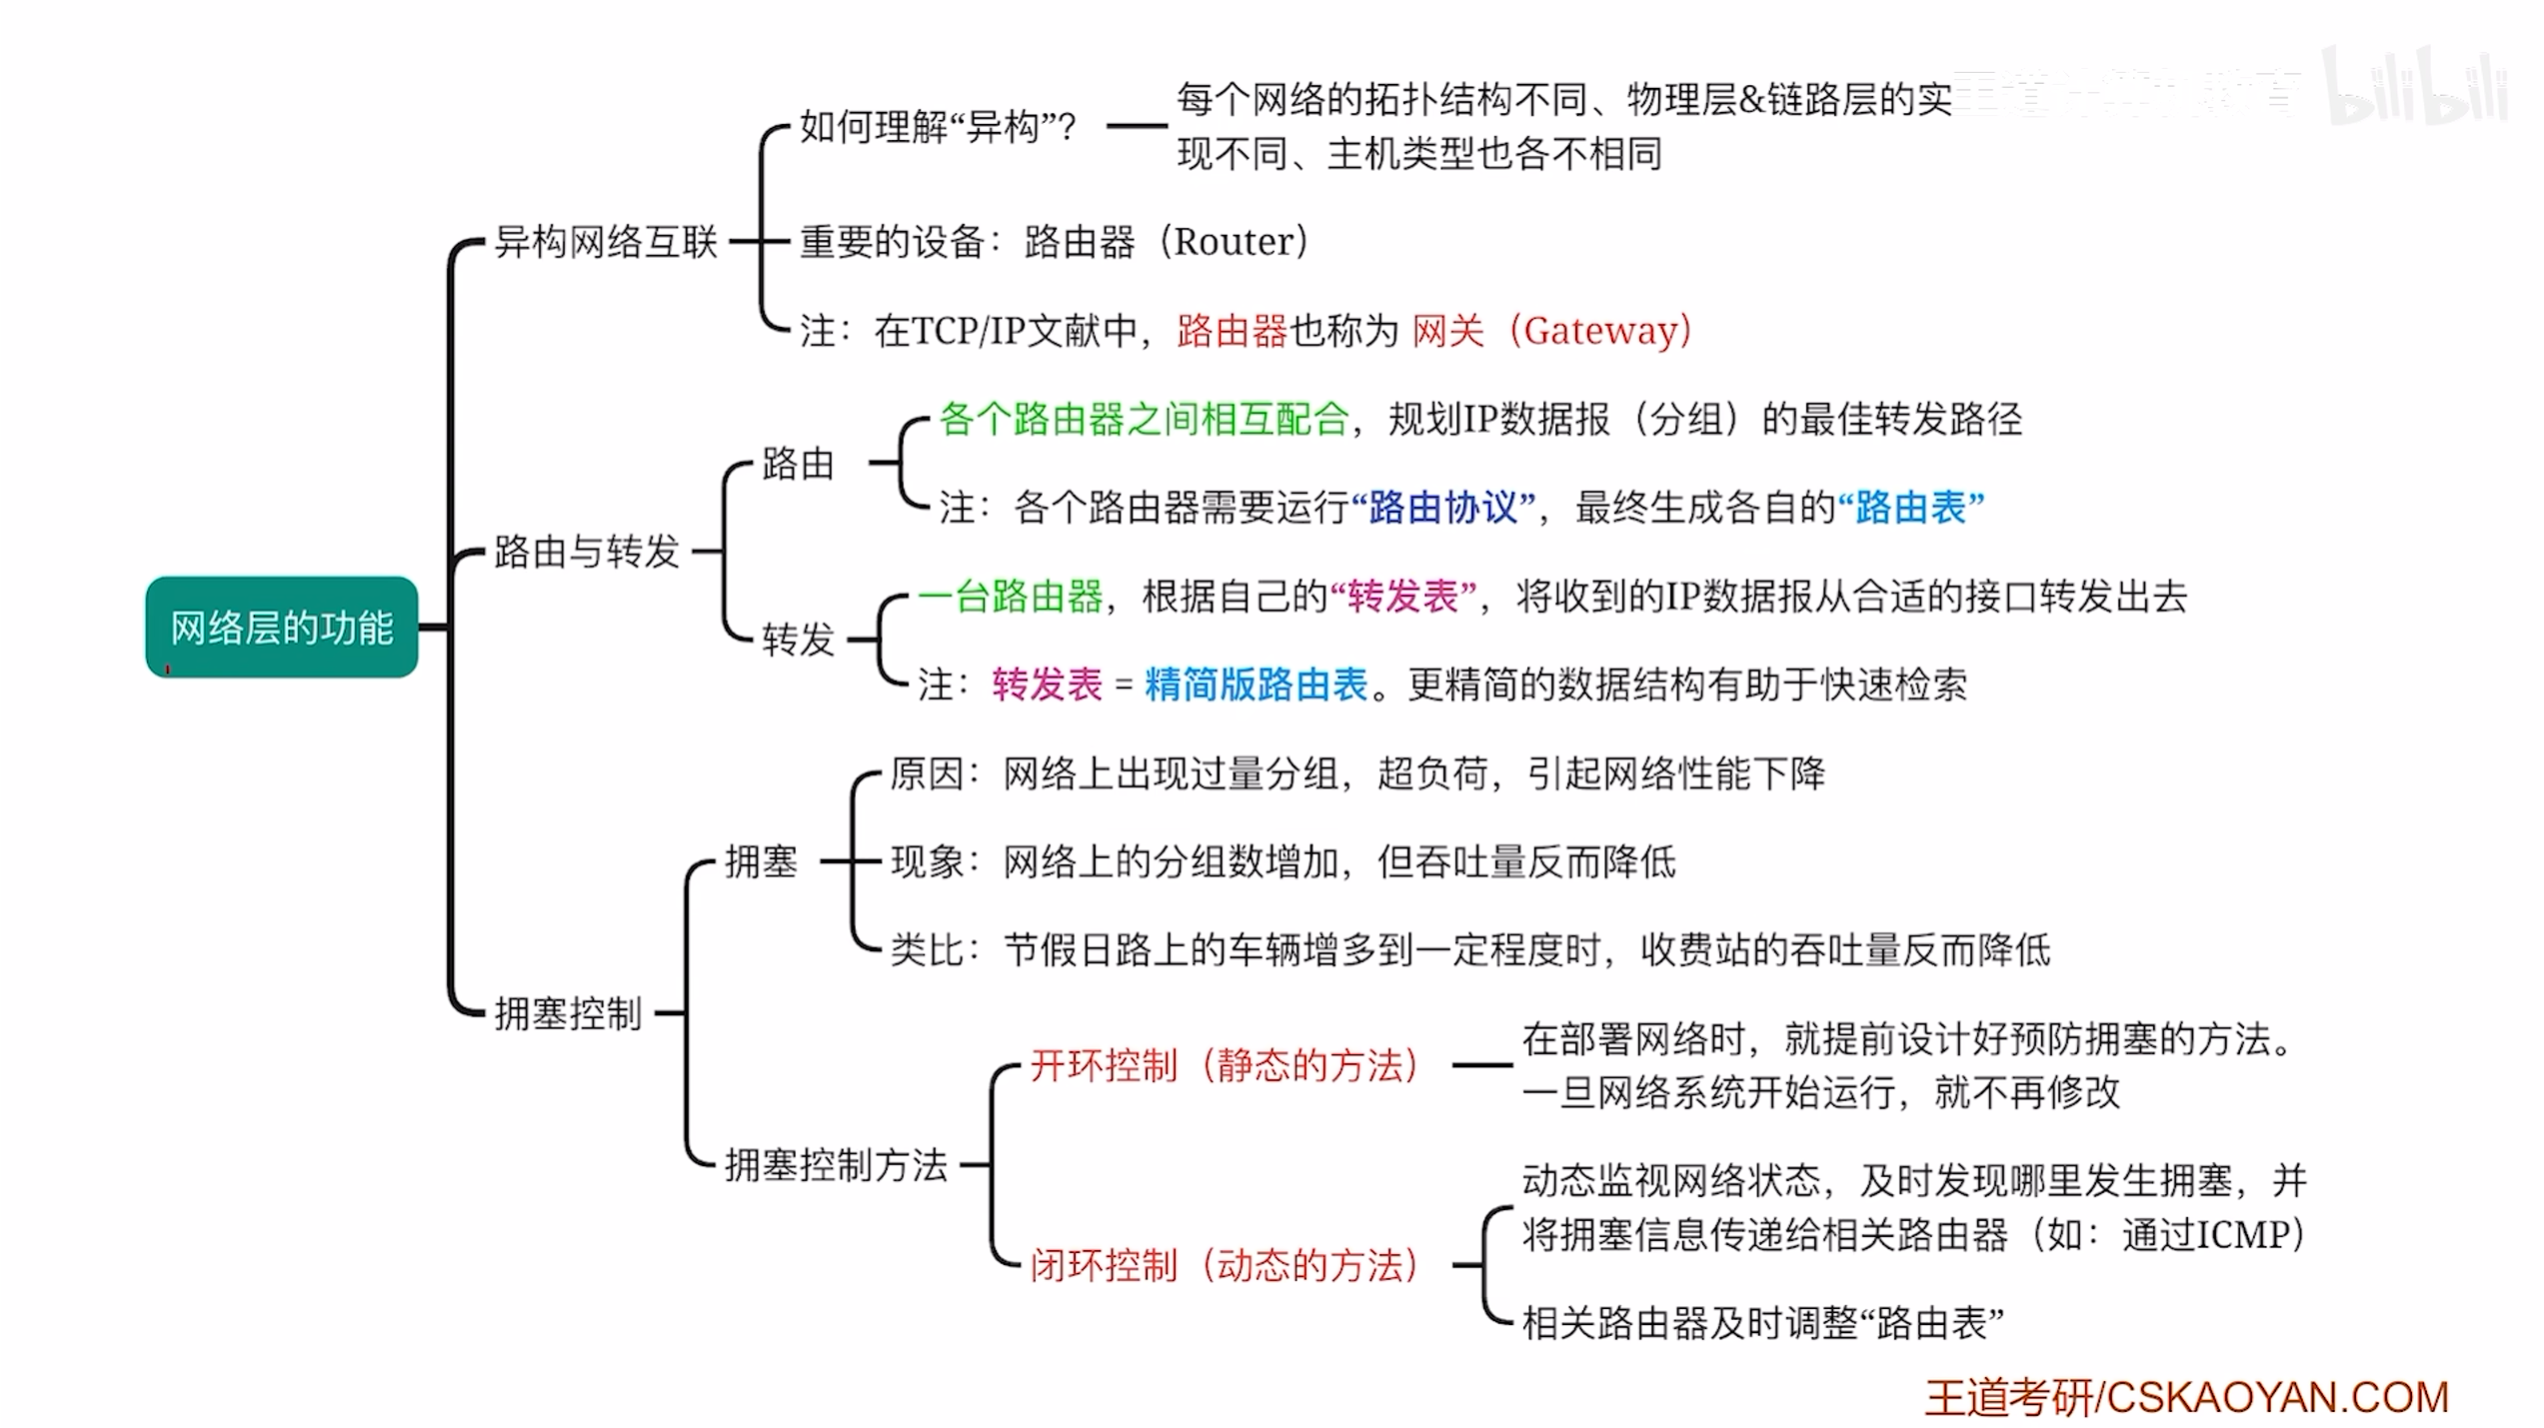 每个网络的拓扑结构不同、物理层&链路层的实
现不同、主机类型也各不相同
如何理解“异构”?
异构网络互联
重要的设备：路由器（Router）
注：在TCP/IP文献中，路由器也称为 网关（Gateway）
各个路由器之间相互配合，规划IP数据报（分组）的最佳转发路径
路由
注：各个路由器需要运行“路由协议”，最终生成各自的“路由表”
路由与转发
一台路由器，根据自己的“转发表”，将收到的IP数据报从合适的接口转发出去
转发
注：转发表 = 精简版路由表。更精简的数据结构有助于快速检索
网络层的功能
原因：网络上出现过量分组，超负荷，引起网络性能下降
拥塞
现象：网络上的分组数增加，但吞吐量反而降低
类比：节假日路上的车辆增多到一定程度时，收费站的吞吐量反而降低
拥塞控制
开环控制（静态的方法）
在部署网络时，就提前设计好预防拥塞的方法。
一旦网络系统开始运行，就不再修改
拥塞控制方法
闭环控制（动态的方法）
动态监视网络状态，及时发现哪里发生拥塞，并
将拥塞信息传递给相关路由器（如：通过ICMP）
相关路由器及时调整“路由表”
王道考研/CSKAOYAN.COM
bilibili